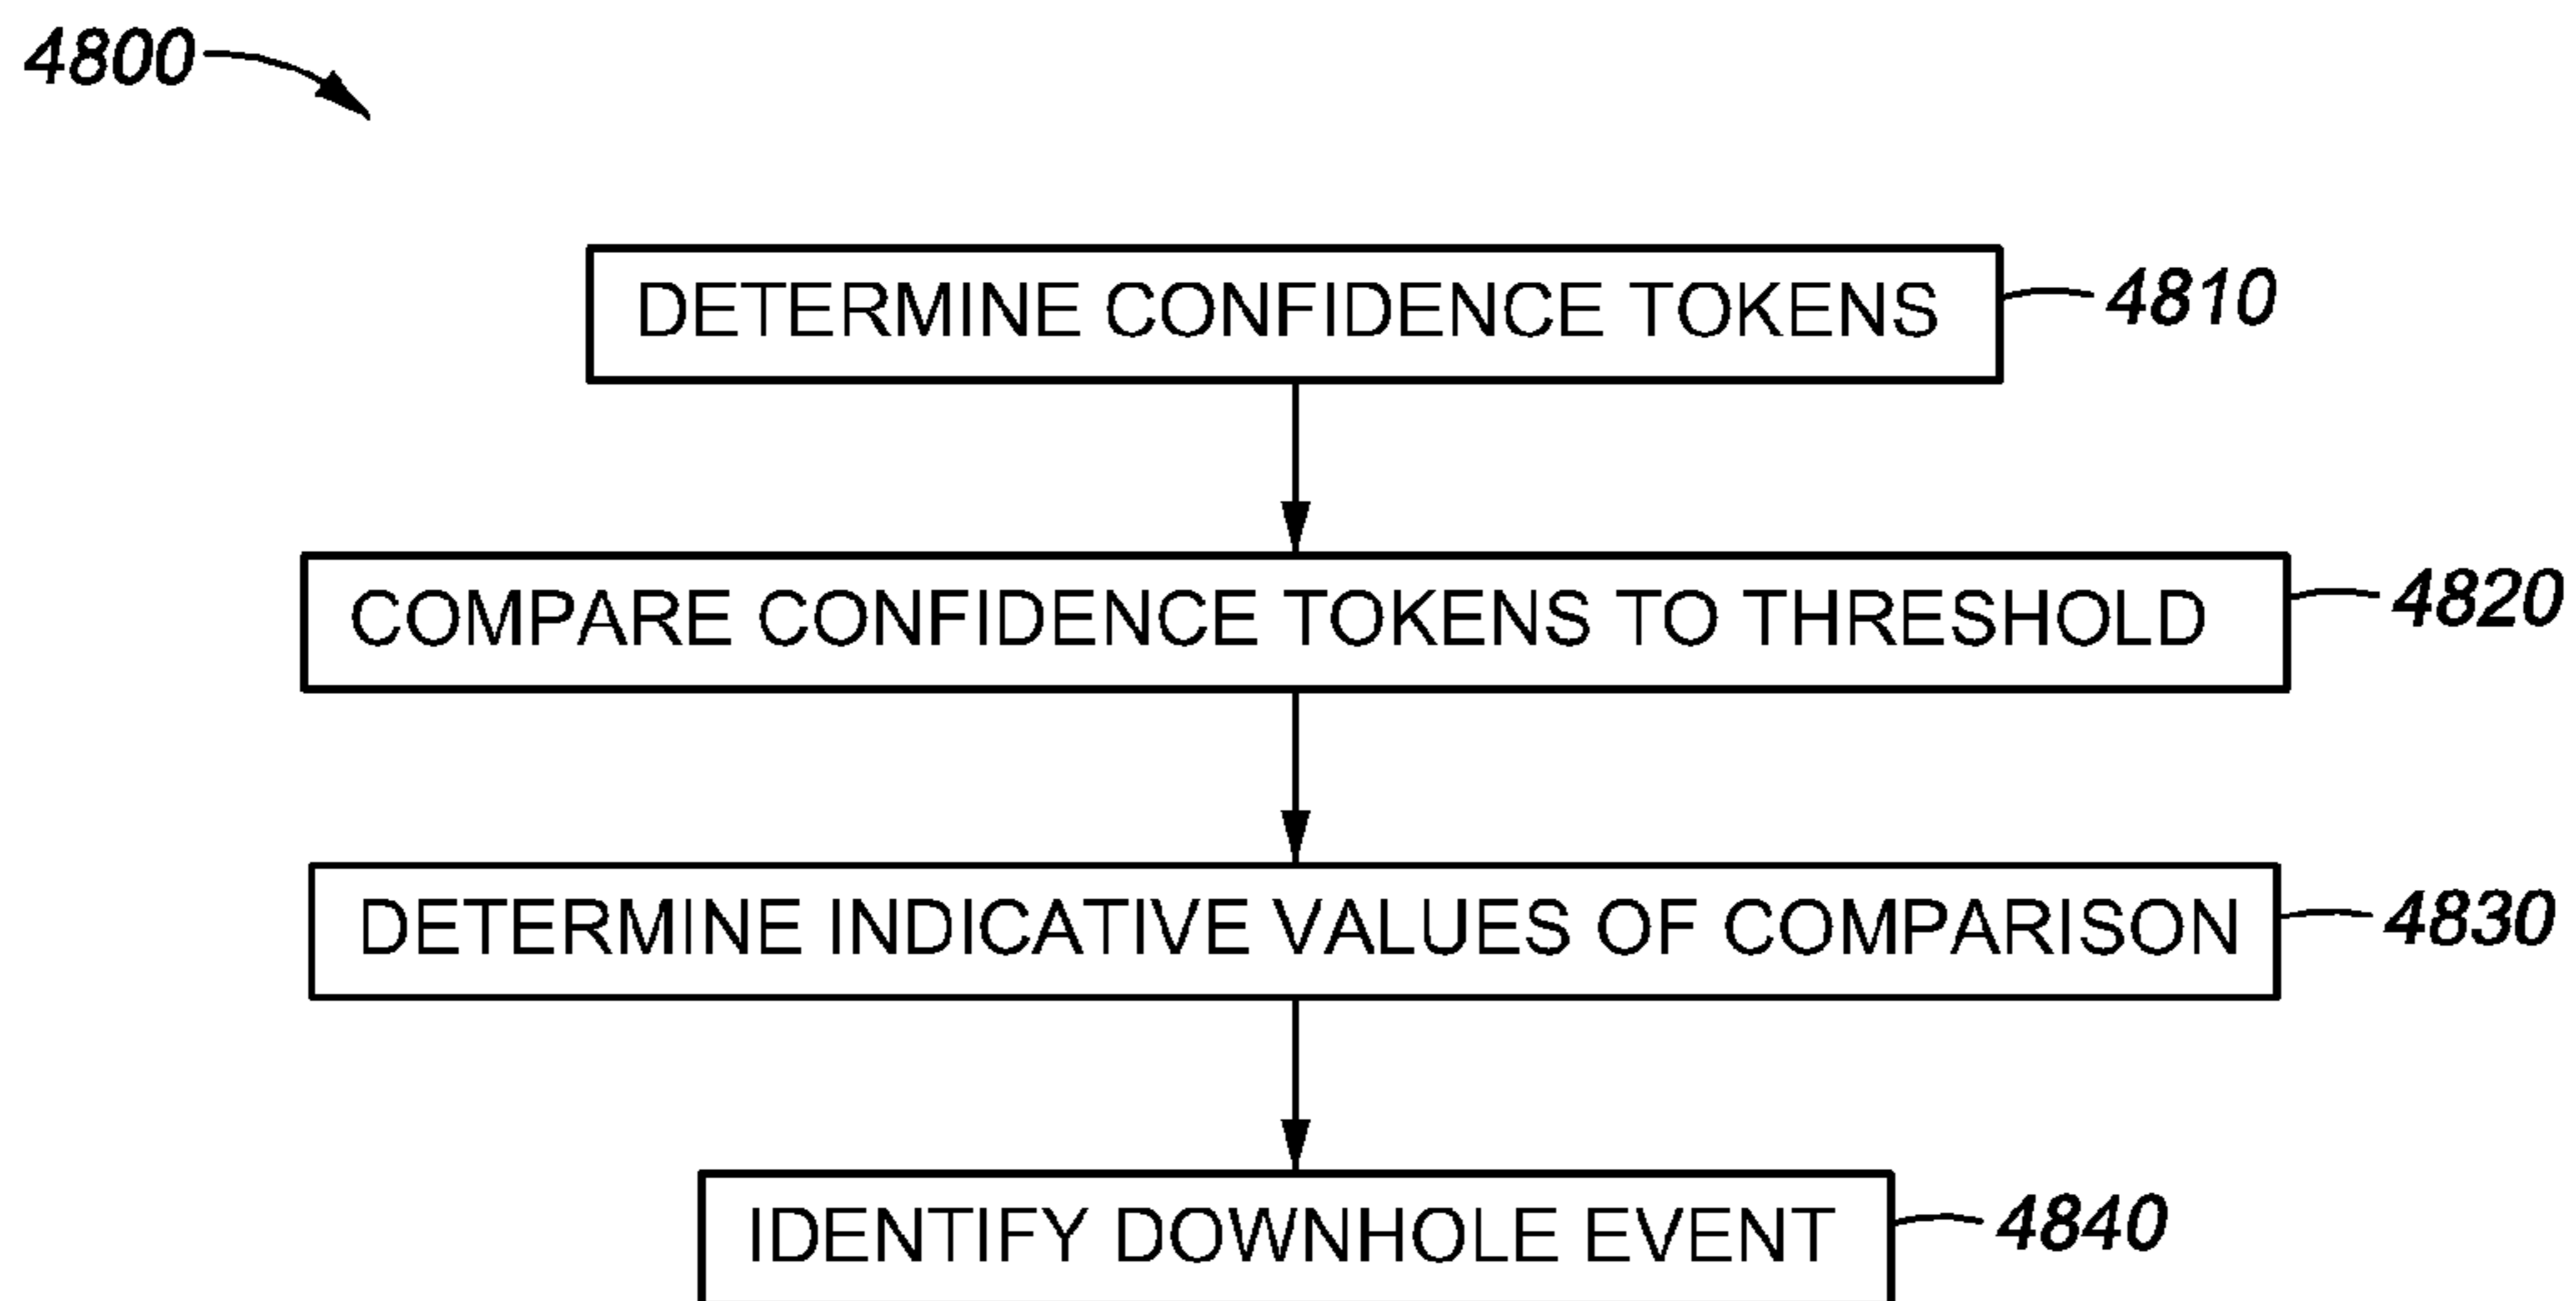 4800
DETERMINE CONFIDENCE TOKENS
4810
COMPARE CONFIDENCE TOKENS TO THRESHOLD
4820
DETERMINE INDICATIVE VALUES OF COMPARISON
4830
IDENTIFY DOWNHOLE EVENT
4840